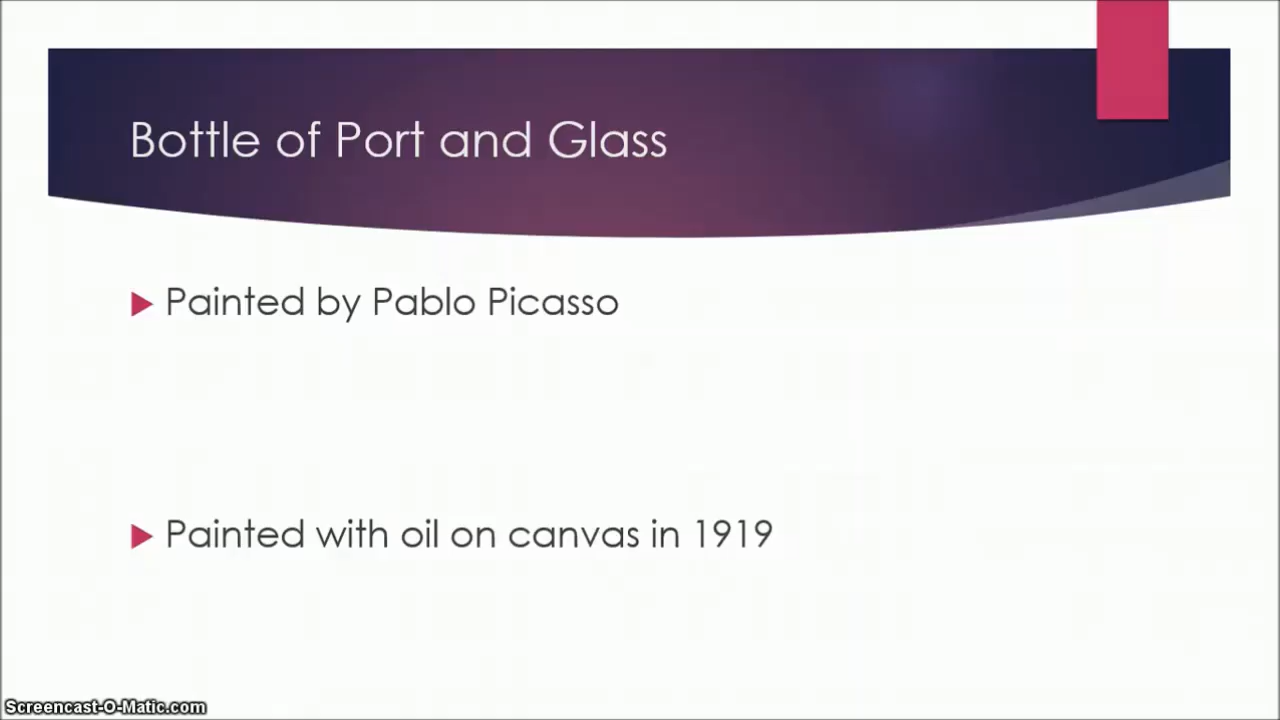 Bottle of Port and Glass
Painted by Pablo Picasso
Painted with oil on canvas in 1919
Screencast-O-Matic.com